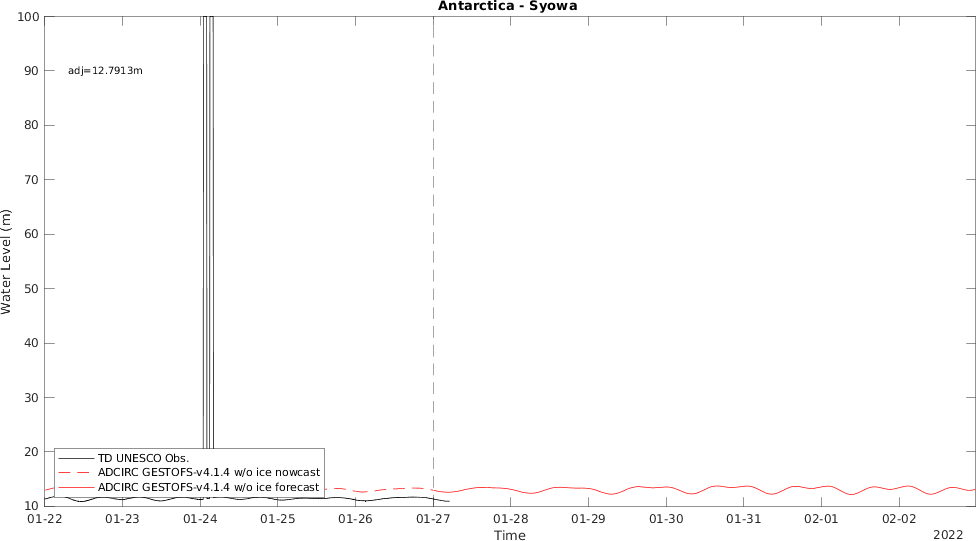 Antarctica - Syowa
adj=12.7913m
Water Level (m)
100
90
80
70
60
50
40
30
20
10
TD UNESCO Obs.
ADCIRC GESTOFS-v4.1.4 w/o ice nowcast
ADCIRC GESTOFS-v4.1.4 w/o ice forecast
01-22 01-23 01-24 01-25 01-26 01-27 01-28 01-29 01-30 01-31 02-01 02-02
Time
2022